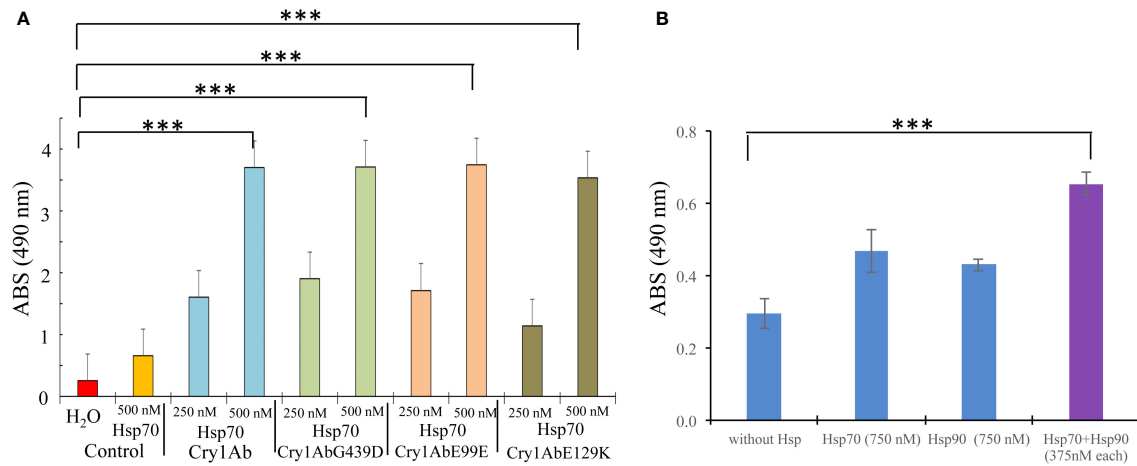 A
B
***
***
***
***
***
ABS (490 nm)
4
3
2
1
0
H2O
500 nM
250 nM
500 nM
250 nM
500 nM
250 nM
500 nM
250 nM
500 nM
Hsp70
Hsp70
Hsp70
Hsp70
Hsp70
Control
Cry1Ab
Cry1AbG439D
Cry1AbE99E
Cry1AbE129K
ABS (490 nm)
0.8
0.6
0.4
0.2
0.0
without Hsp
Hsp70 (750 nM)
Hsp90 (750 nM)
Hsp70+Hsp90
(375nM each)